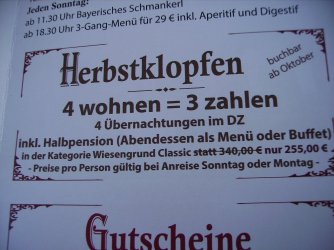 Jeden Sonntag:
ab 11.30 Uhr Bayerisches Schmankerl
ab 18.30 Uhr 3-Gang-Menü für 29 € inkl. Aperitif und Digestif
Herbstklopfen
buchbar
ab Oktober
4 wohnen = 3 zahlen
4 Übernachtungen im DZ
inkl. Halbpension (Abendessen als Menü oder Buffet)
in der Kategorie Wiesengrund Classic statt 340,00 € nur 255,00 €
- Preise pro Person gültig bei Anreise Sonntag oder Montag -
Gutscheine